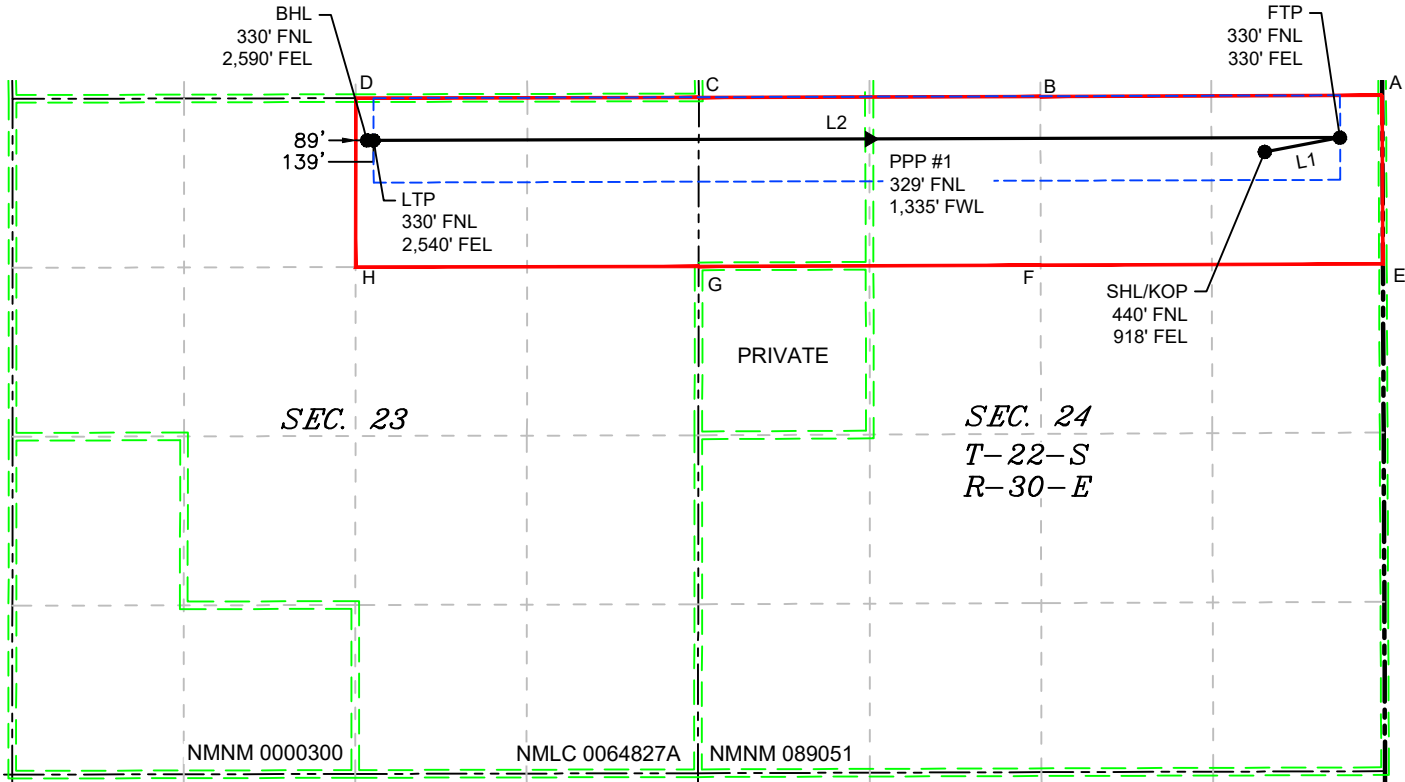 BHL
330' FNL
2,590' FEL
FTP
330' FNL
330' FEL
D
C
B
A
L2
89'
139'
L1
PPP #1
329' FNL
1,335' FWL
LTP
330' FNL
2,540' FEL
H
G
F
E
SHL/KOP
440' FNL
918' FEL
PRIVATE
SEC. 23
SEC. 24
T-22-S
R-30-E
NMNM 0000300
NMLC 0064827A
NMNM 089051